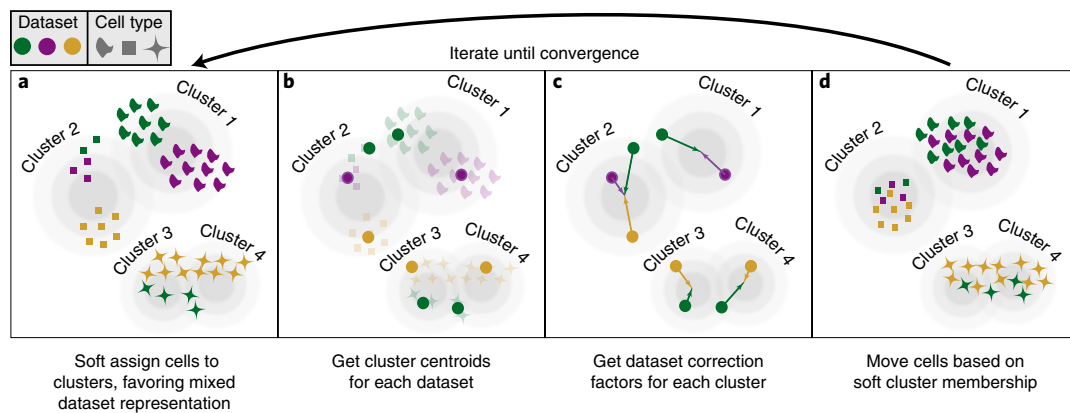 Dataset
Cell type
Iterate until convergence
a
Cluster 1
Cluster 2
Cluster 3
Cluster 4
b
Cluster 1
Cluster 2
Cluster 3
Cluster 4
c
Cluster 1
Cluster 2
Cluster 3
Cluster 4
d
Cluster 1
Cluster 2
Cluster 3
Cluster 4
Soft assign cells to
clusters, favoring mixed
dataset representation
Get cluster centroids
for each dataset
Get dataset correction
factors for each cluster
Move cells based on
soft cluster membership